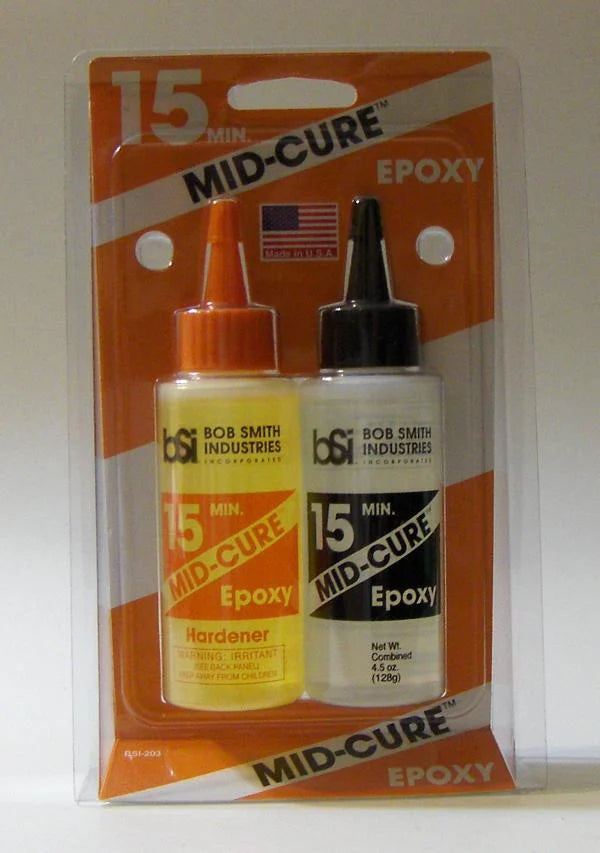 15 MIN.
MID-CURE™
EPOXY
Made in U.S.A
bsi BOB SMITH
INDUSTRIES
INCORPORATED
15 MIN.
MID-CURE
Epoxy
Hardener
WARNING: IRRITANT
(SEE BACK PANEL)
KEEP AWAY FROM CHILDREN
bsi BOB SMITH
INDUSTRIES
INCORPORATED
15 MIN.
MID-CURE™
Epoxy
Net Wt.
Combined
4.5 oz.
(128g)
BSI-203
MID-CURE™
EPOXY